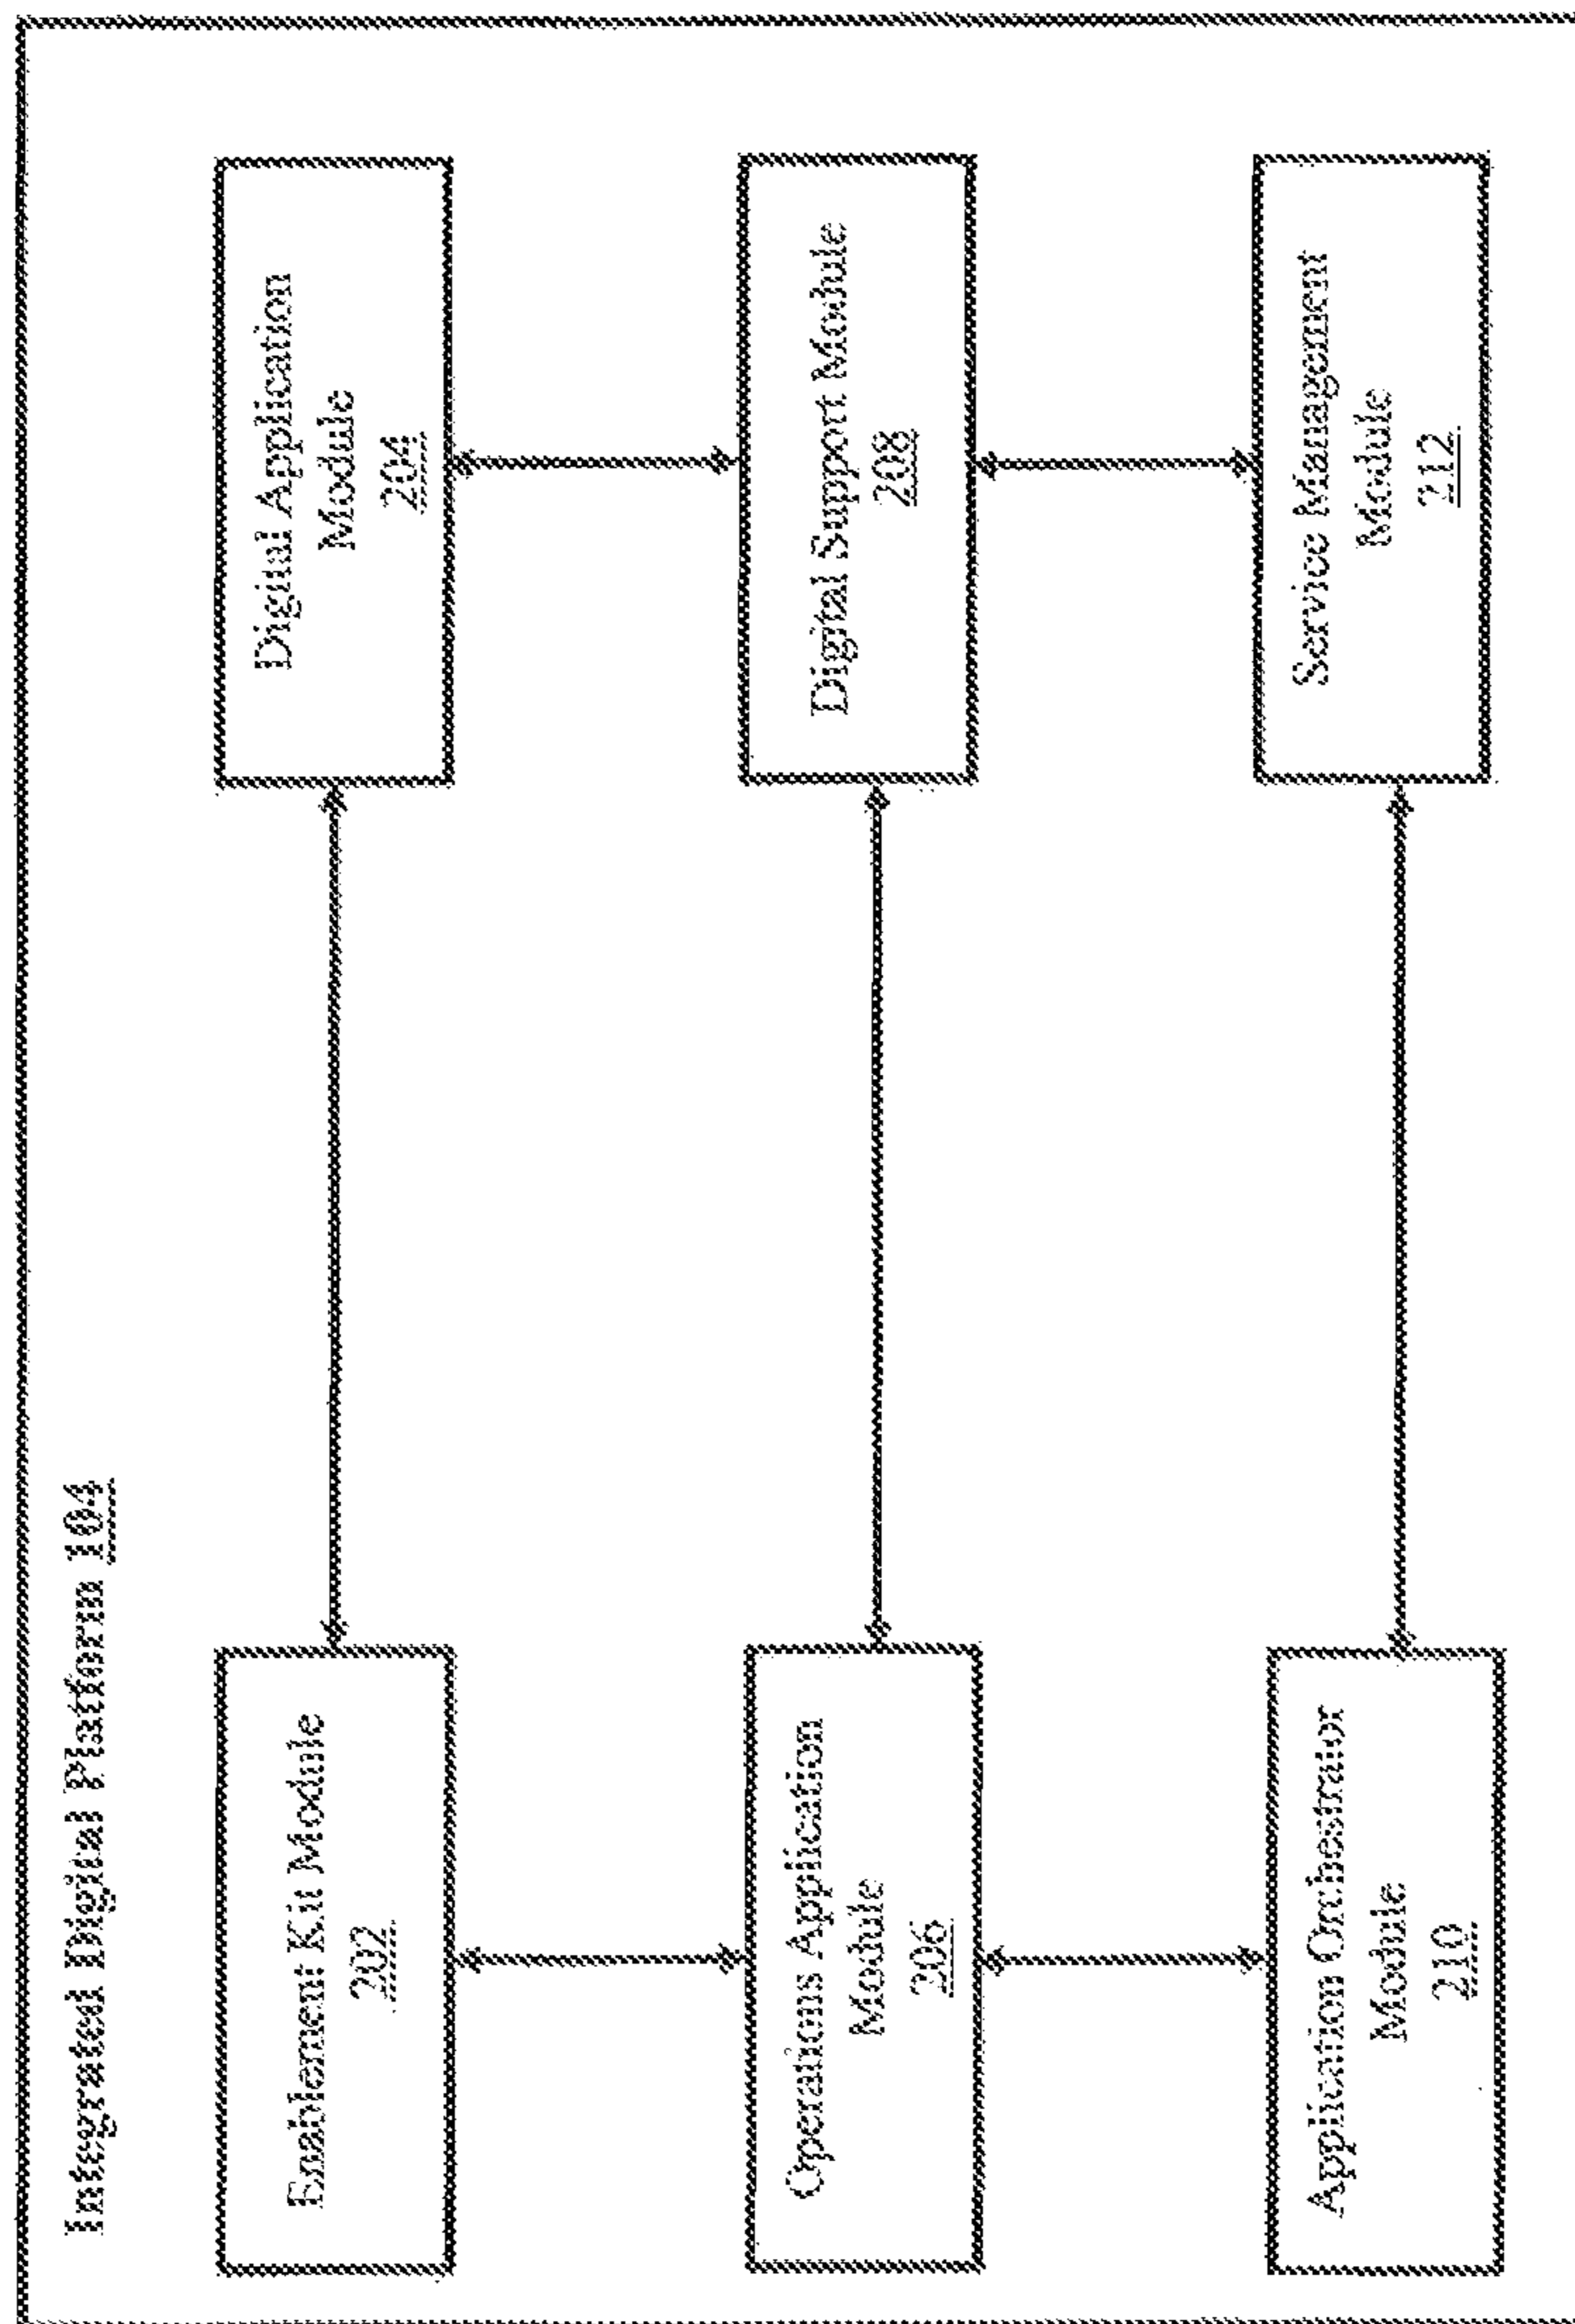 Integrated Digital Platform 104
Enablement Kit Module
202
Digital Application
Module
204
Operations Application
Module
206
Digital Support Module
208
Application Orchestrator
Module
210
Service Management
Module
212